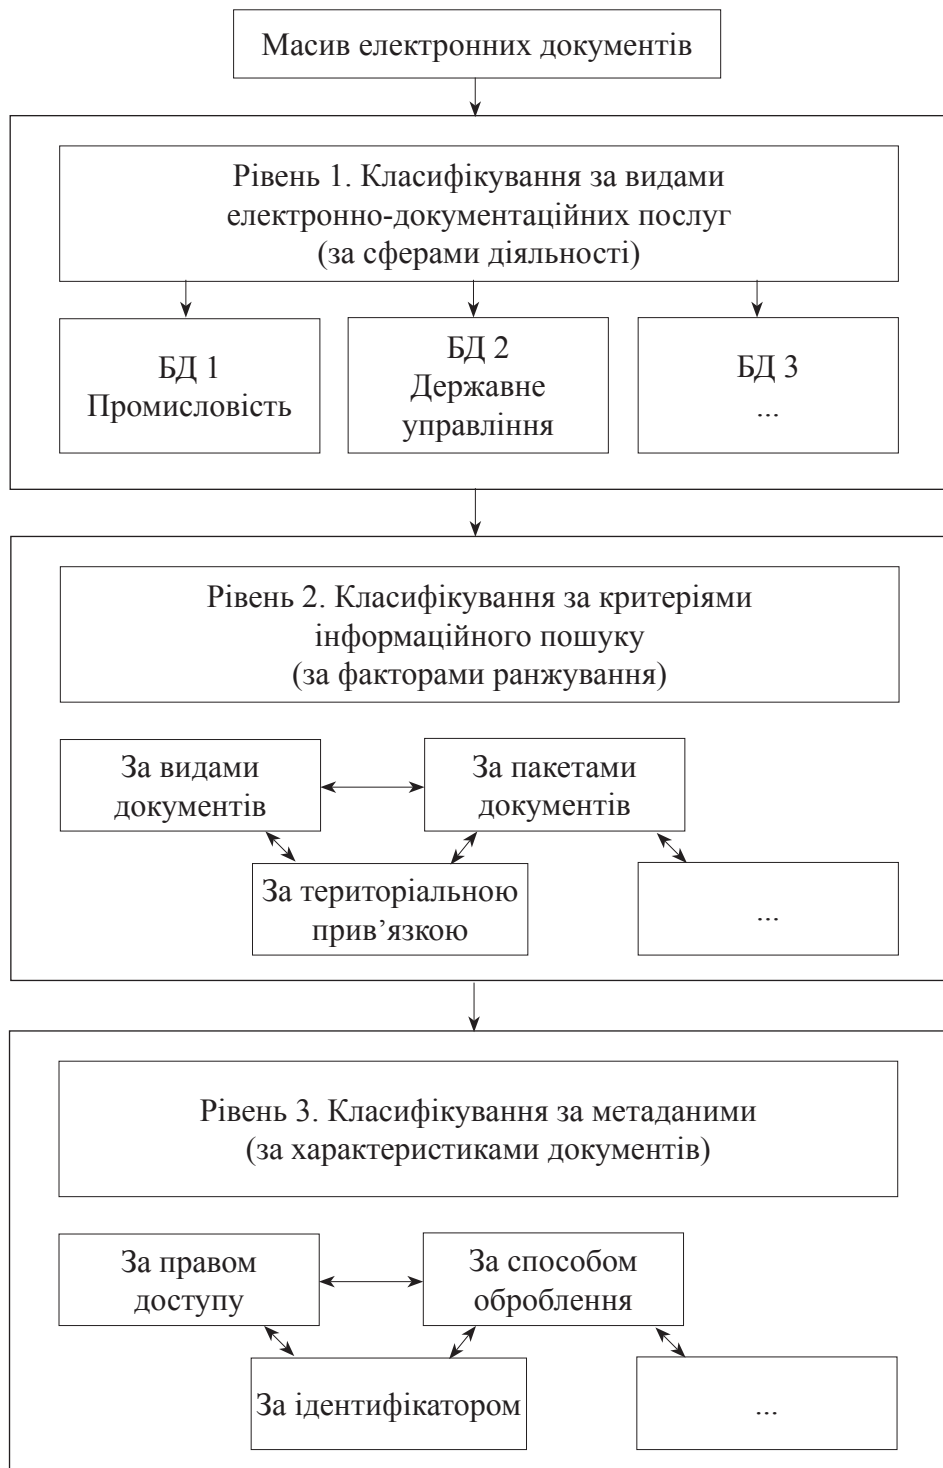 Масив електронних документів
Рівень 1. Класифікування за видами
електронно-документаційних послуг
(за сферами діяльності)
БД 1
Промисловість
БД 2
Державне
управління
БД 3
...
Рівень 2. Класифікування за критеріями
інформаційного пошуку
(за факторами ранжування)
За видами
документів
За пакетами
документів
За територіальною
прив’язкою
...
Рівень 3. Класифікування за метаданими
(за характеристиками документів)
За правом
доступу
За способом
оброблення
За ідентифікатором
...